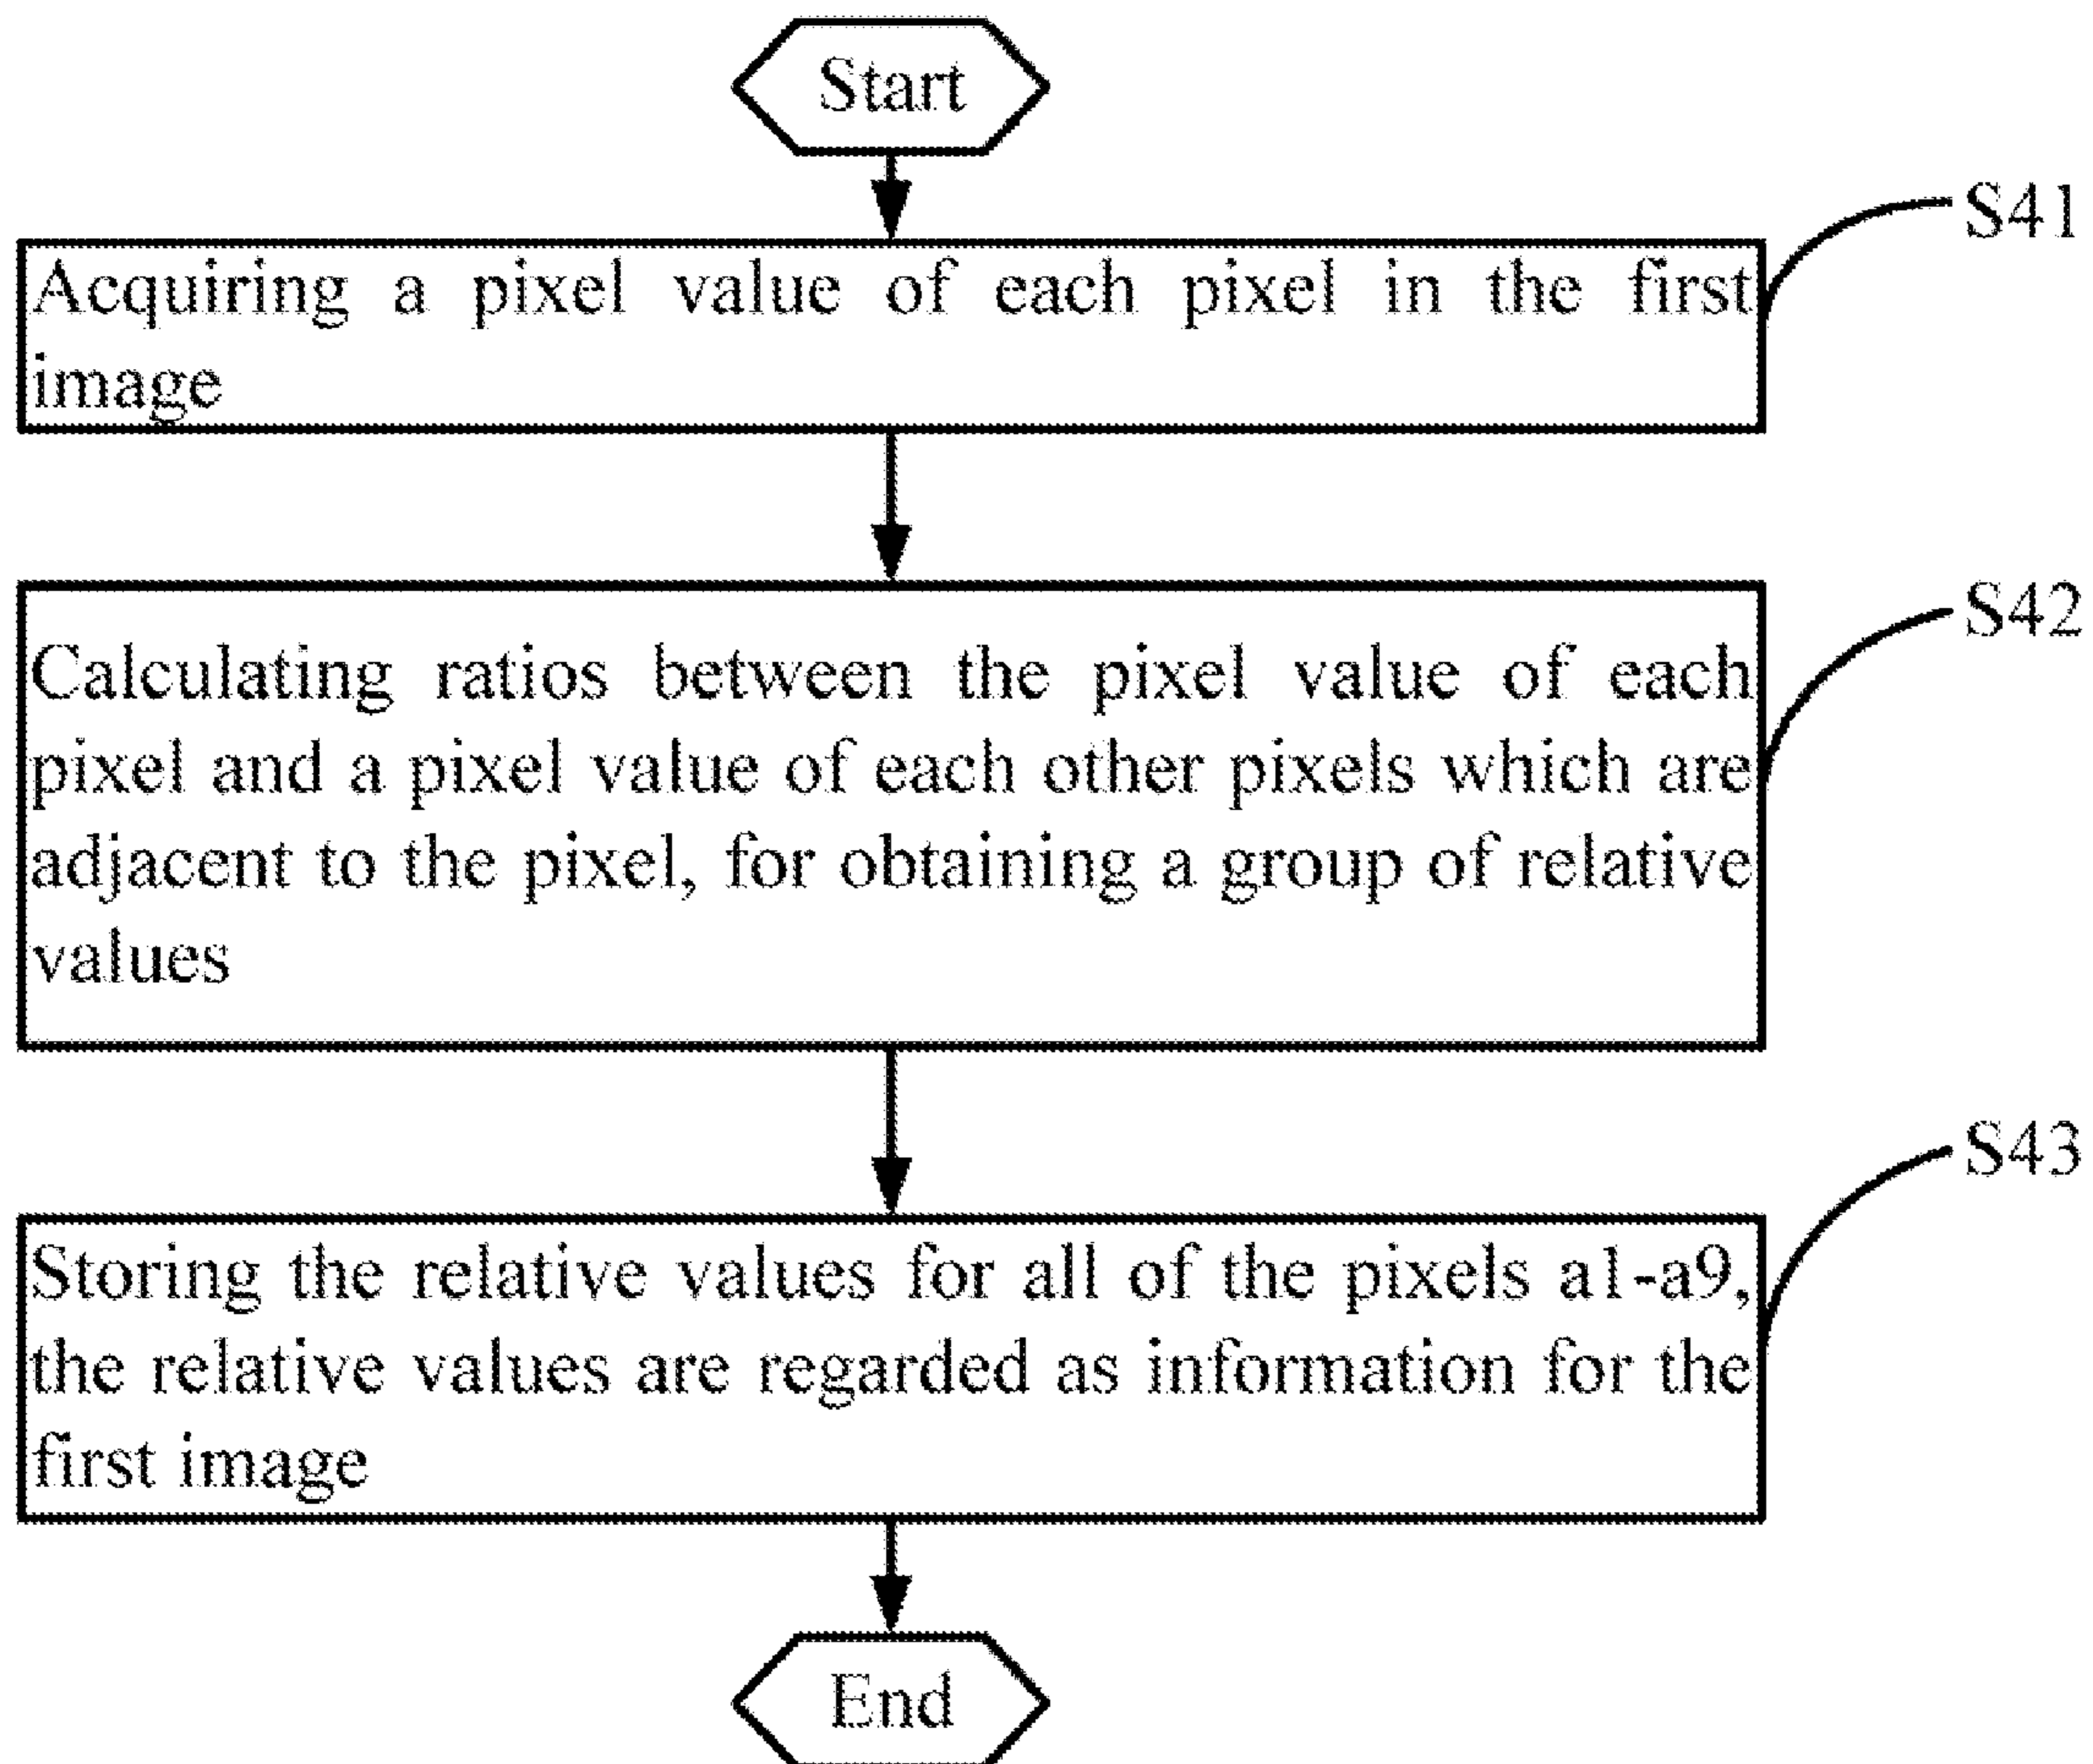 Start
S41
Acquiring a pixel value of each pixel in the first
image
S42
Calculating ratios between the pixel value of each
pixel and a pixel value of each other pixels which are
adjacent to the pixel, for obtaining a group of relative
values
S43
Storing the relative values for all of the pixels a1-a9,
the relative values are regarded as information for the
first image
End